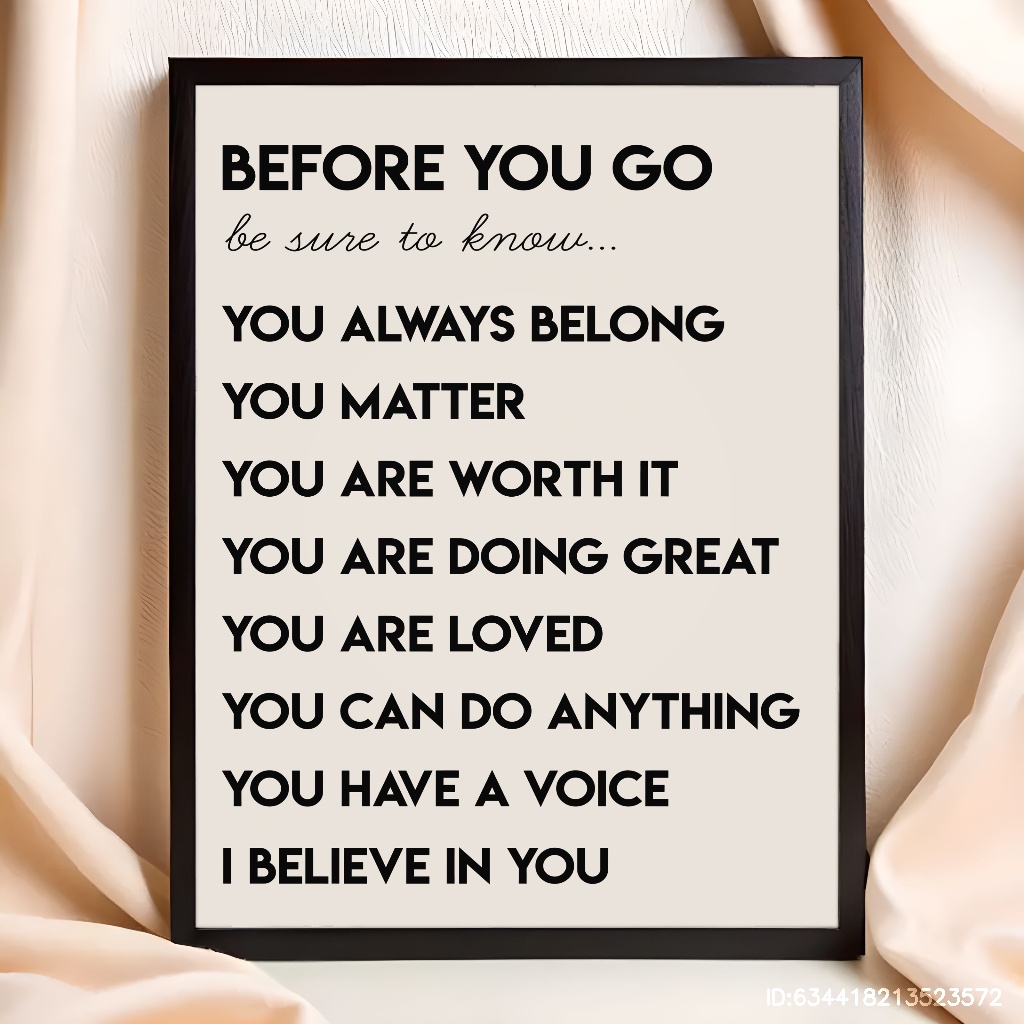 BEFORE YOU GO
be sure to know...
YOU ALWAYS BELONG
YOU MATTER
YOU ARE WORTH IT
YOU ARE DOING GREAT
YOU ARE LOVED
YOU CAN DO ANYTHING
YOU HAVE A VOICE
I BELIEVE IN YOU
ID:634418213523572